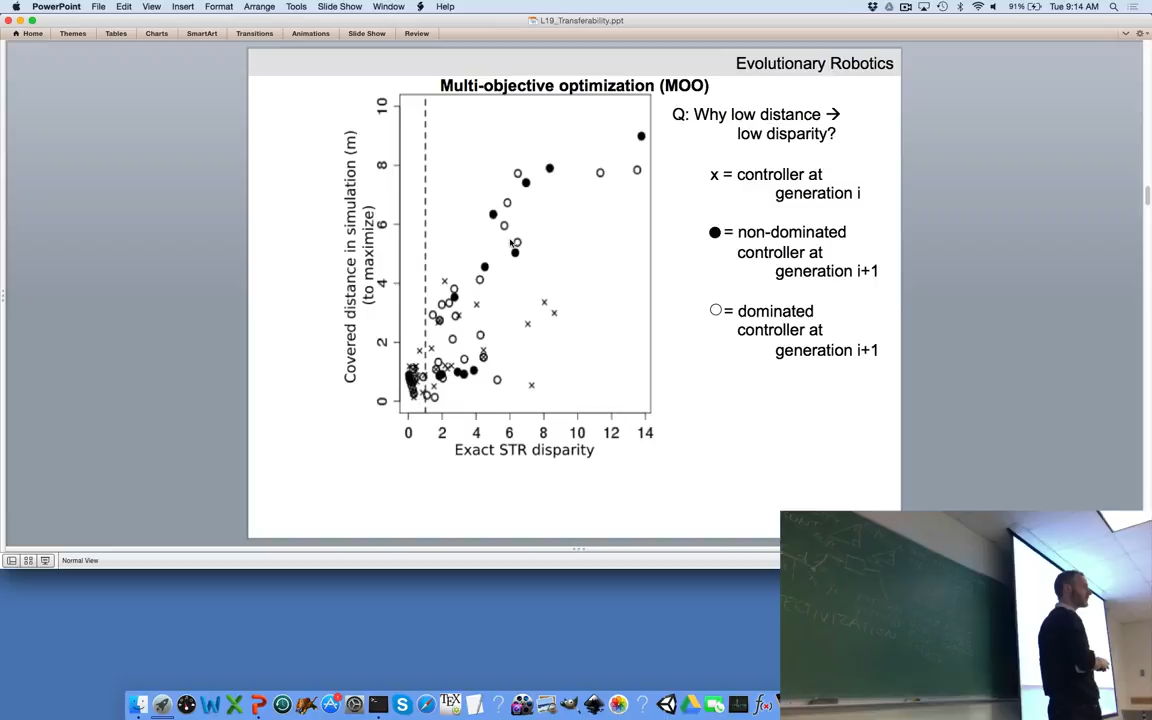 PowerPoint File Edit View Insert Format Arrange Tools Slide Show Window Help
91% Tue 9:14 AM
L19_Transferability.ppt
Home Themes Tables Charts SmartArt Transitions Animations Slide Show Review
Evolutionary Robotics
Multi-objective optimization (MOO)
Q: Why low distance →
low disparity?
x = controller at
generation i
= non-dominated
controller at
generation i+1
= dominated
controller at
generation i+1
Covered distance in simulation (m)
(to maximize)
10
8
6
4
2
0
0 2 4 6 8 10 12 14
Exact STR disparity
Normal View